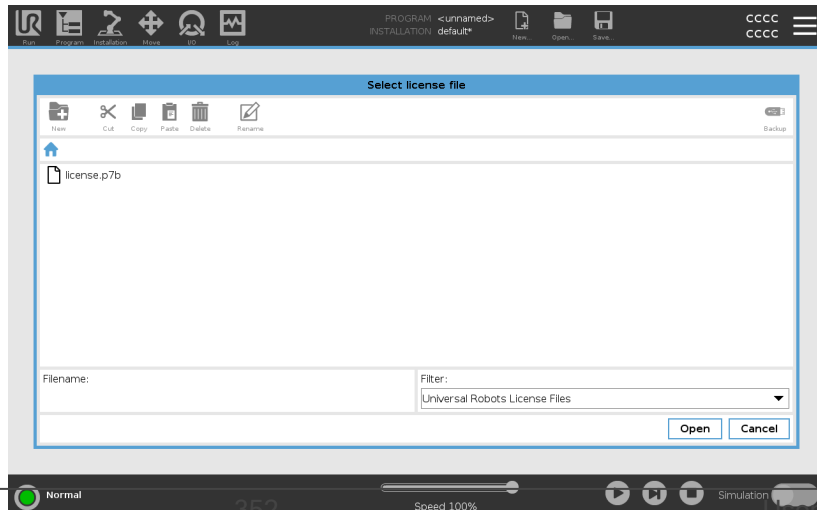 PROGRAM <unnamed>
INSTALLATION default*
CCCC
CCCC
Run Program Installation Move I/O Log New... Open... Save...
Select license file
New Cut Copy Paste Delete Rename Backup
license.p7b
Filename: Filter:
Universal Robots License Files
Open Cancel
Normal
Speed 100%
Simulation
352